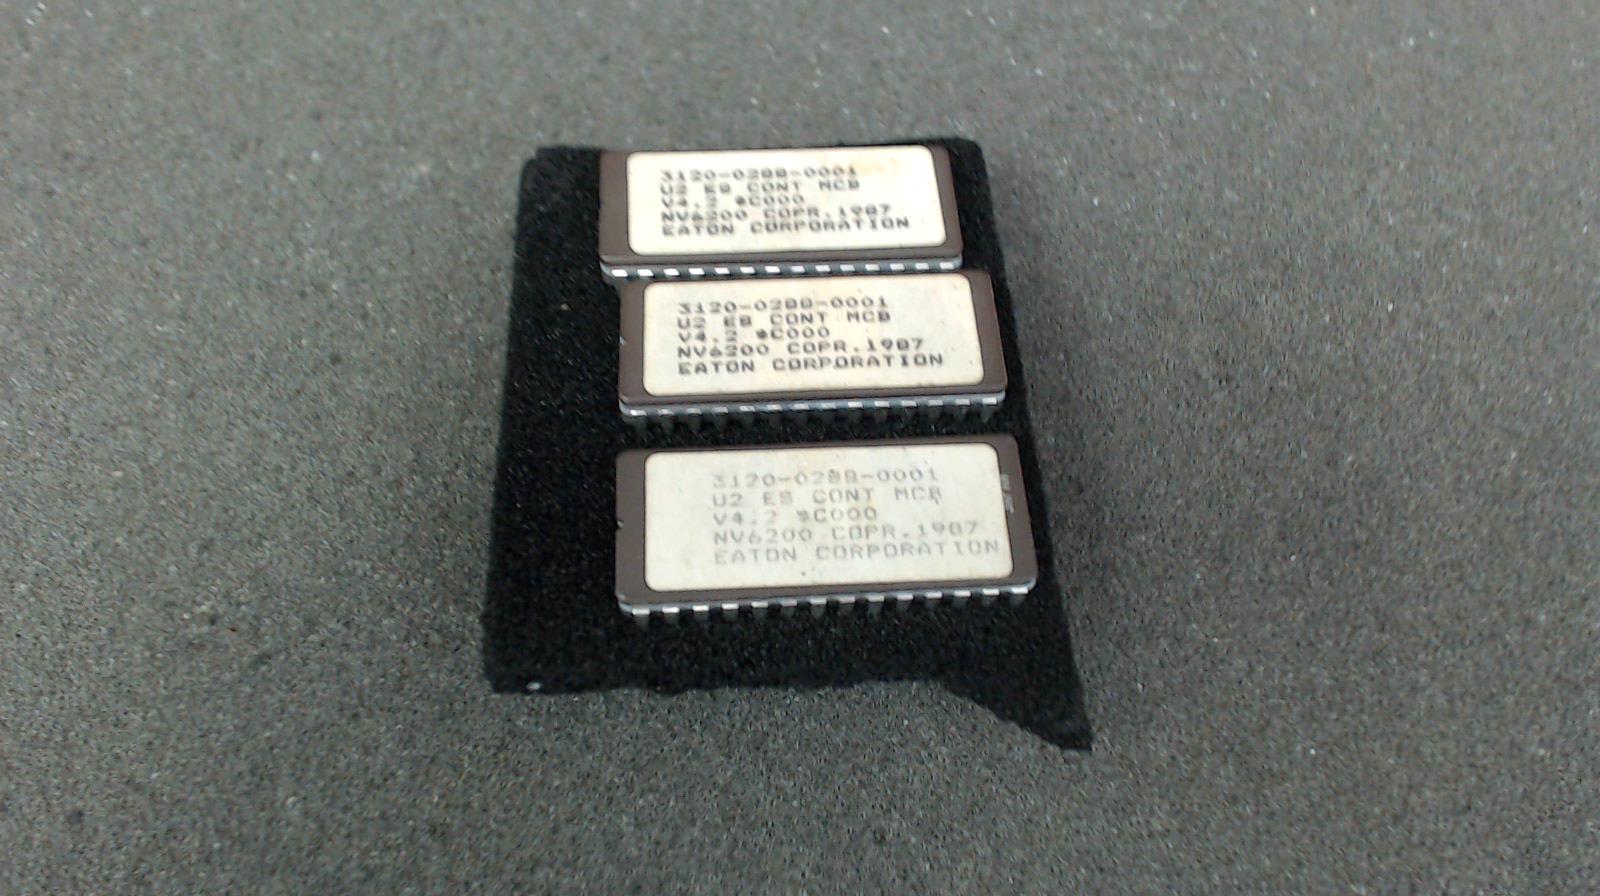 3120-0288-0001
U2 ES CONT MCB
V4.2 $C000
NV6200 COPR.1987
EATON CORPORATION
3120-0288-0001
U2 ES CONT MCB
V4.2 $C000
NV6200 COPR.1987
EATON CORPORATION
3120-0288-0001
U2 ES CONT MCB
V4.2 $C000
NV6200 COPR.1987
EATON CORPORATION